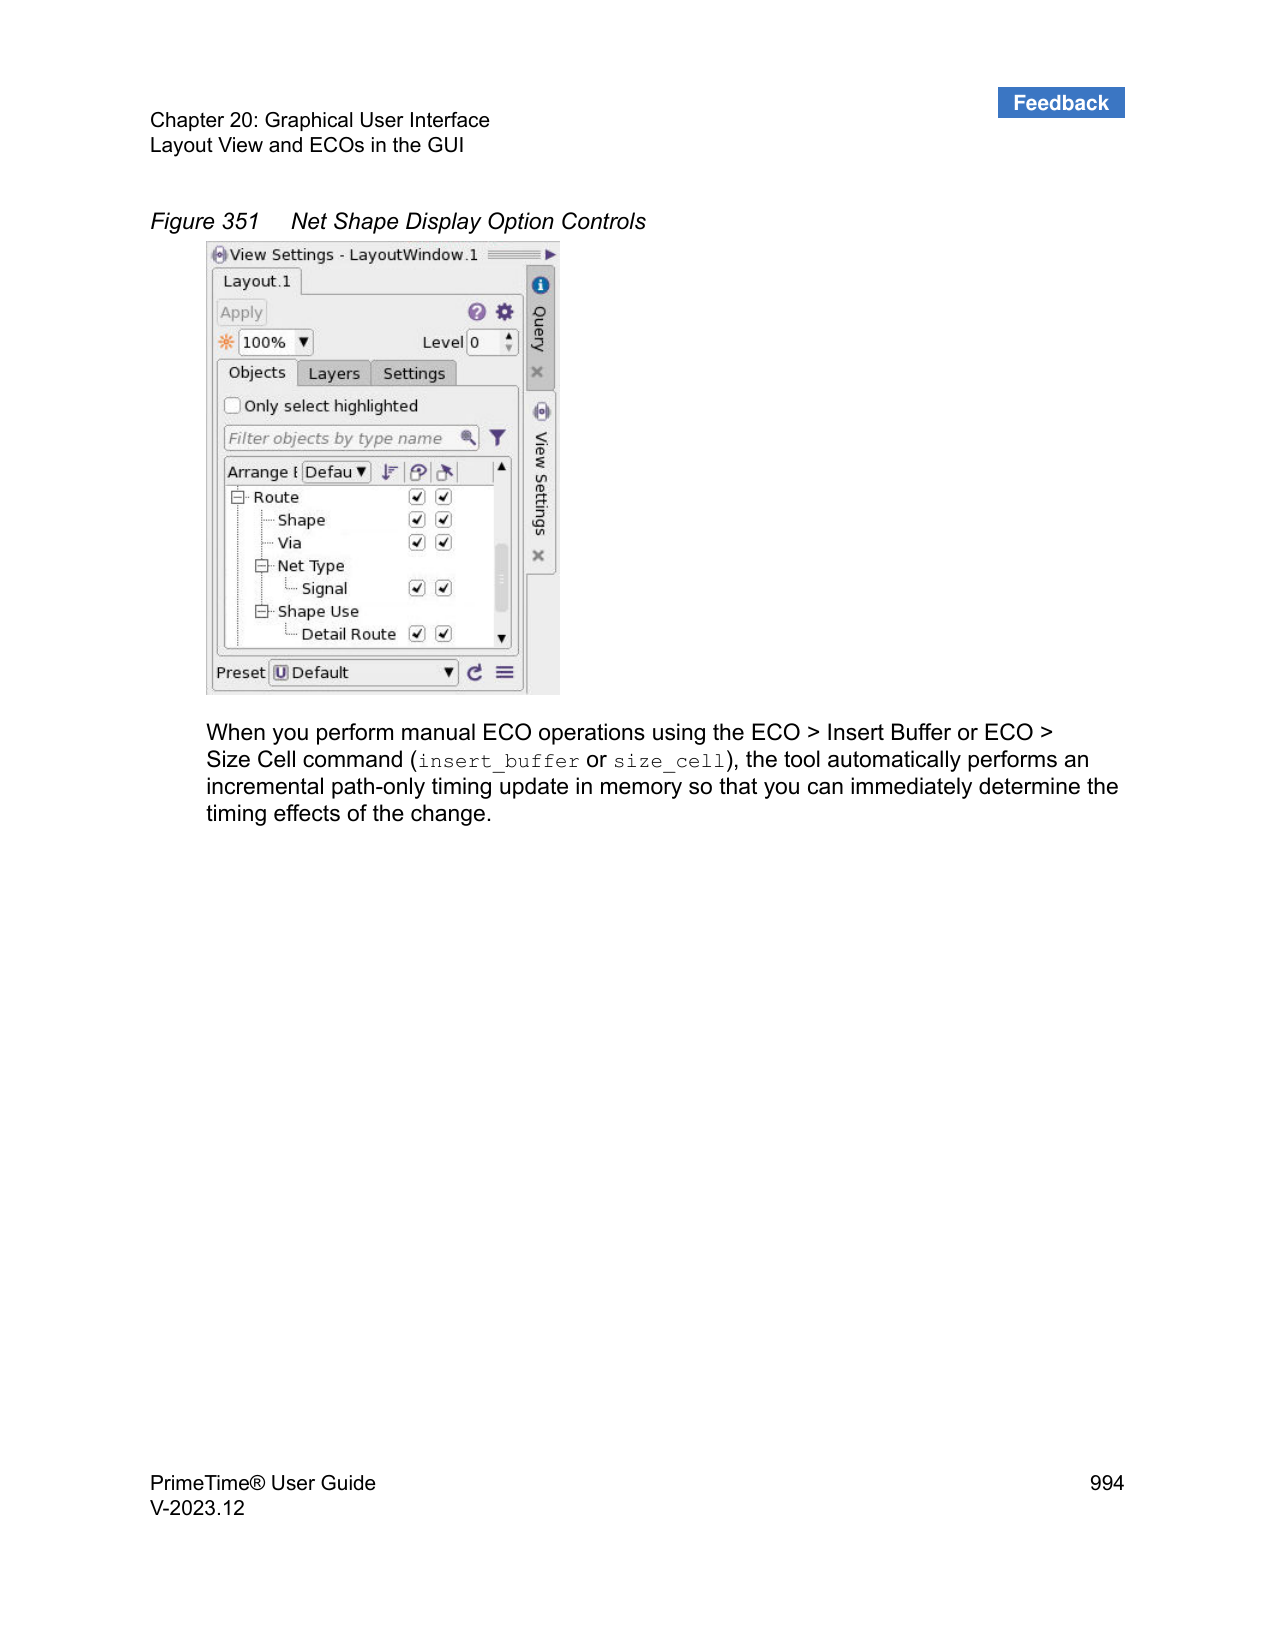 Feedback
Chapter 20: Graphical User Interface
Layout View and ECOs in the GUI
Figure 351 Net Shape Display Option Controls
View Settings - LayoutWindow.1
Layout.1
Apply
100% Level 0
Objects Layers Settings
Only select highlighted
Filter objects by type name
Arrange Defau
Route
Shape
Via
Net Type
Signal
Shape Use
Detail Route
Preset U Default
Query
View Settings
When you perform manual ECO operations using the ECO > Insert Buffer or ECO >
Size Cell command (insert_buffer or size_cell), the tool automatically performs an
incremental path-only timing update in memory so that you can immediately determine the
timing effects of the change.
PrimeTime® User Guide 994
V-2023.12